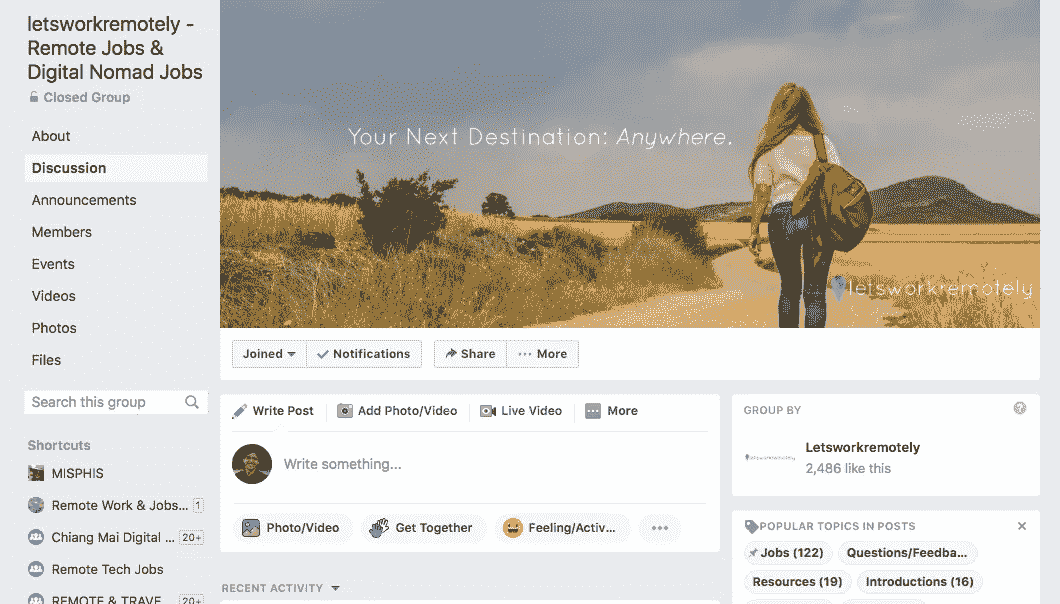 letsworkremotely -
Remote Jobs &
Digital Nomad Jobs
Closed Group
About
Discussion
Announcements
Members
Events
Videos
Photos
Files
Search this group
Shortcuts
MISPHIS
Remote Work & Jobs... 1
Chiang Mai Digital ... 20+
Remote Tech Jobs
REMOTE & TRAVE... 20+
Your Next Destination: Anywhere.
letsworkremotely
Joined Notifications Share ... More
Write Post Add Photo/Video Live Video More
Write something...
Photo/Video Get Together Feeling/Activ...
RECENT ACTIVITY
GROUP BY
letsworkremotely
Letsworkremotely
2,486 like this
POPULAR TOPICS IN POSTS
Jobs (122) Questions/Feedba...
Resources (19) Introductions (16)